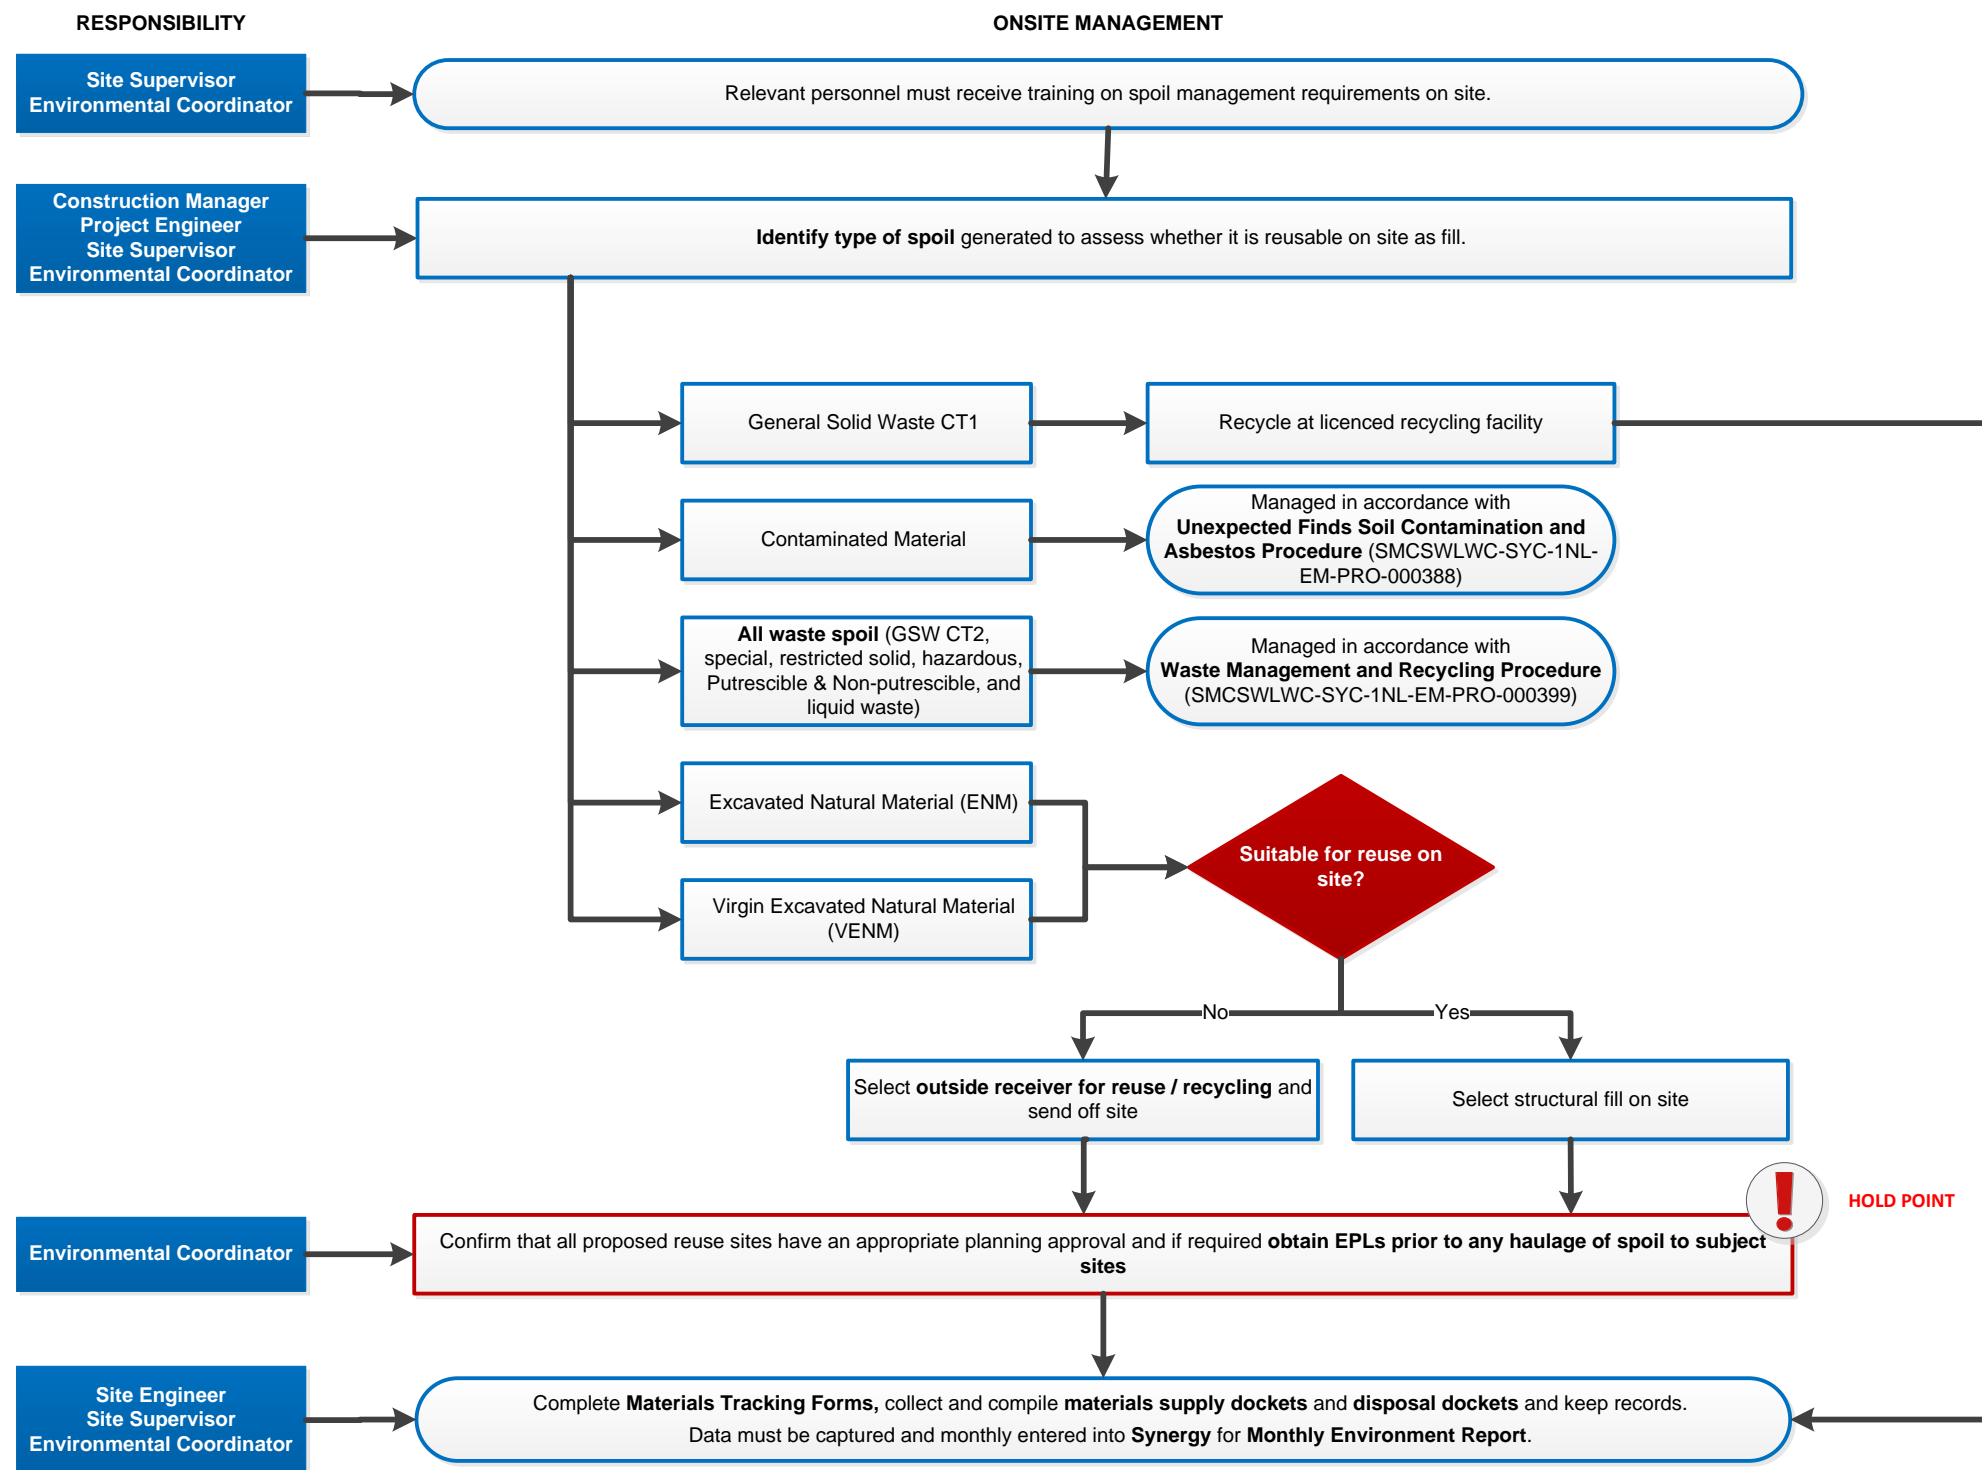 RESPONSIBILITY
ONSITE MANAGEMENT
Site Supervisor
Environmental Coordinator
Relevant personnel must receive training on spoil management requirements on site.
Construction Manager
Project Engineer
Site Supervisor
Environmental Coordinator
Identify type of spoil generated to assess whether it is reusable on site as fill.
General Solid Waste CT1
Recycle at licenced recycling facility
Contaminated Material
Managed in accordance with
Unexpected Finds Soil Contamination and
Asbestos Procedure (SMCSWLWC-SYC-1NL-
EM-PRO-000388)
All waste spoil (GSW CT2,
special, restricted solid, hazardous,
Putrescible & Non-putrescible, and
liquid waste)
Managed in accordance with
Waste Management and Recycling Procedure
(SMCSWLWC-SYC-1NL-EM-PRO-000399)
Excavated Natural Material (ENM)
Virgin Excavated Natural Material
(VENM)
Suitable for reuse on
site?
No
Yes
Select outside receiver for reuse / recycling and
send off site
Select structural fill on site
HOLD POINT
Environmental Coordinator
Confirm that all proposed reuse sites have an appropriate planning approval and if required obtain EPLs prior to any haulage of spoil to subject
sites
Site Engineer
Site Supervisor
Environmental Coordinator
Complete Materials Tracking Forms, collect and compile materials supply dockets and disposal dockets and keep records.
Data must be captured and monthly entered into Synergy for Monthly Environment Report.